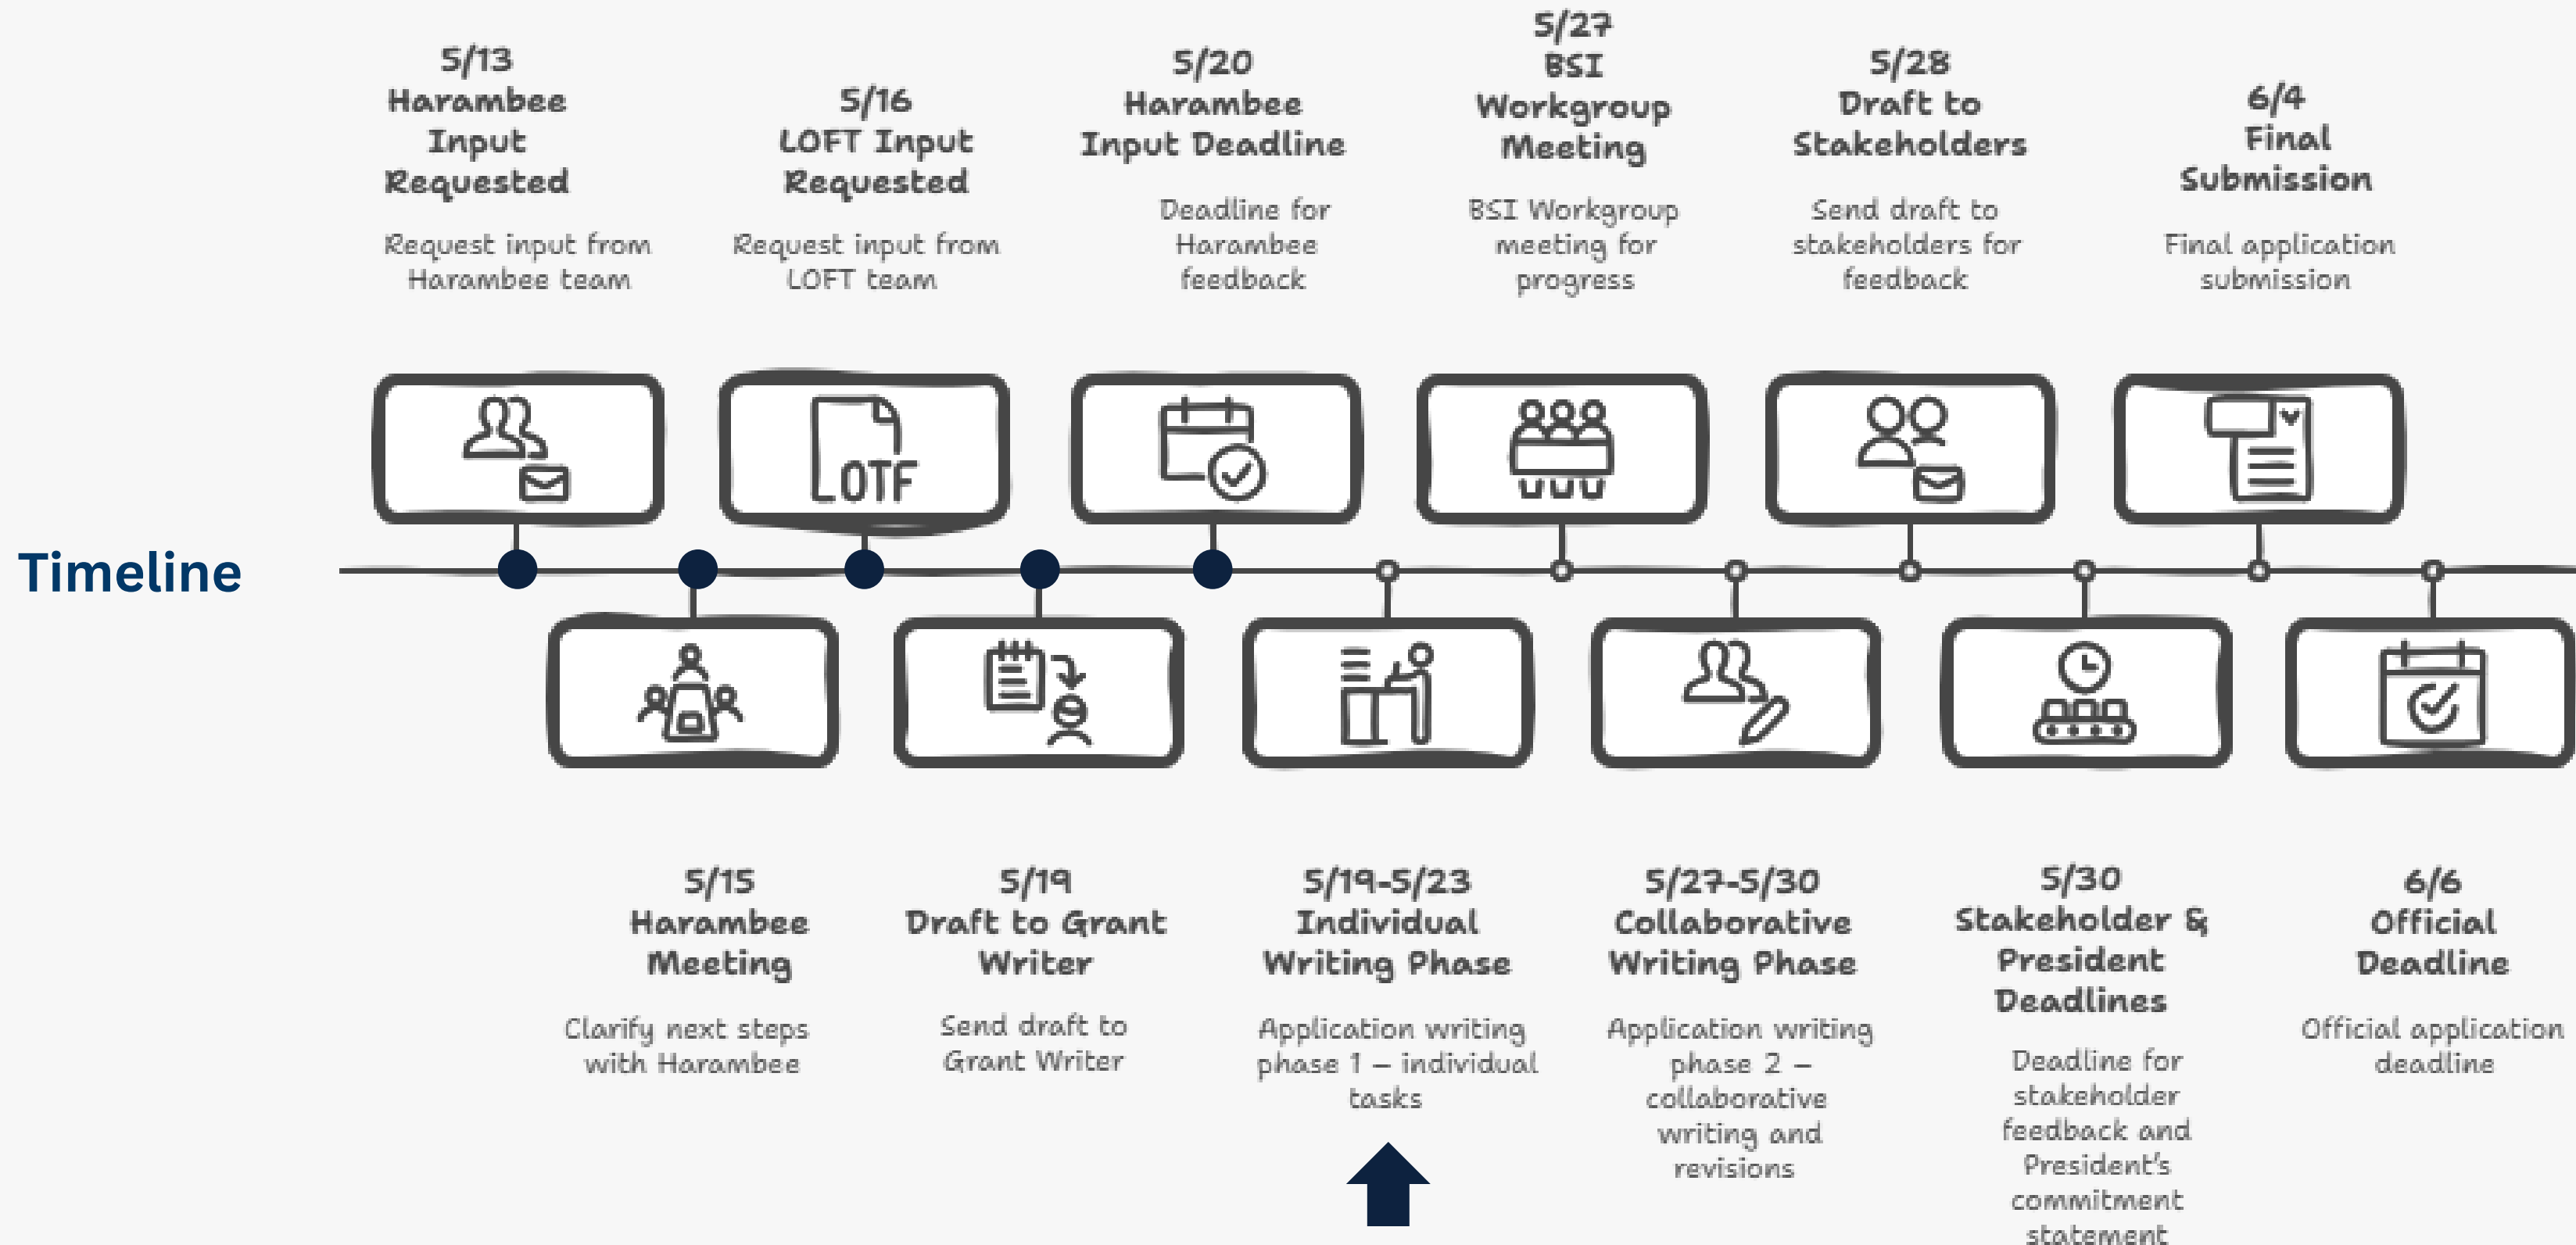 5/13
Harambee
Input
Requested
Request input from
Harambee team
5/16
LOFT Input
Requested
Request input from
LOFT team
5/20
Harambee
Input Deadline
Deadline for
Harambee
feedback
5/27
BSI
Workgroup
Meeting
BSI Workgroup
meeting for
progress
5/28
Draft to
Stakeholders
Send draft to
stakeholders for
feedback
6/4
Final
Submission
Final application
submission
OTF
Timeline
5/15
Harambee
Meeting
Clarify next steps
with Harambee
5/19
Draft to Grant
Writer
Send draft to
Grant Writer
5/19-5/23
Individual
Writing Phase
Application writing
phase 1 – individual
tasks
5/27-5/30
Collaborative
Writing Phase
Application writing
phase 2 –
collaborative
writing and
revisions
5/30
Stakeholder &
President
Deadlines
Deadline for
stakeholder
feedback and
President's
commitment
statement
6/6
Official
Deadline
Official application
deadline